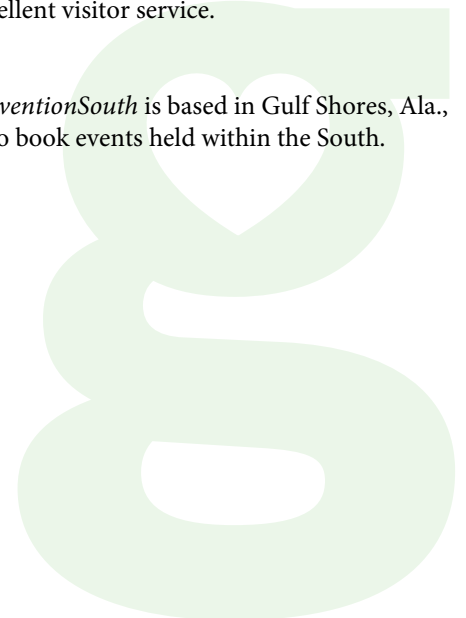 ellent visitor service.
ventionSouth is based in Gulf Shores, Ala.,
o book events held within the South.
g